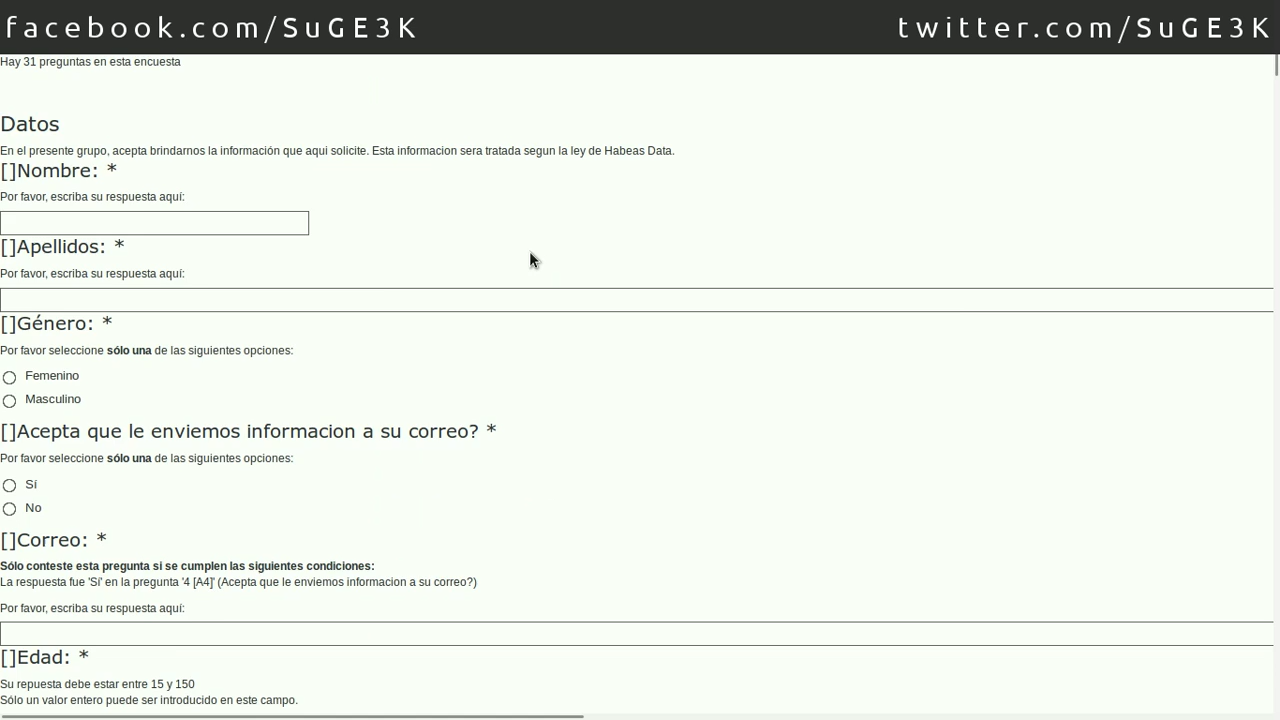 facebook.com/SuGE3K
twitter.com/SuGE3K
Hay 31 preguntas en esta encuesta
Datos
En el presente grupo, acepta brindarnos la información que aqui solicite. Esta informacion sera tratada segun la ley de Habeas Data.
[]Nombre: *
Por favor, escriba su respuesta aquí:
[]Apellidos: *
Por favor, escriba su respuesta aquí:
[]Género: *
Por favor seleccione sólo una de las siguientes opciones:
Femenino
Masculino
[]Acepta que le enviemos informacion a su correo? *
Por favor seleccione sólo una de las siguientes opciones:
Sí
No
[]Correo: *
Sólo conteste esta pregunta si se cumplen las siguientes condiciones:
La respuesta fue 'Sí' en la pregunta '4 [A4]' (Acepta que le enviemos informacion a su correo?)
Por favor, escriba su respuesta aquí:
[]Edad: *
Su repuesta debe estar entre 15 y 150
Sólo un valor entero puede ser introducido en este campo.